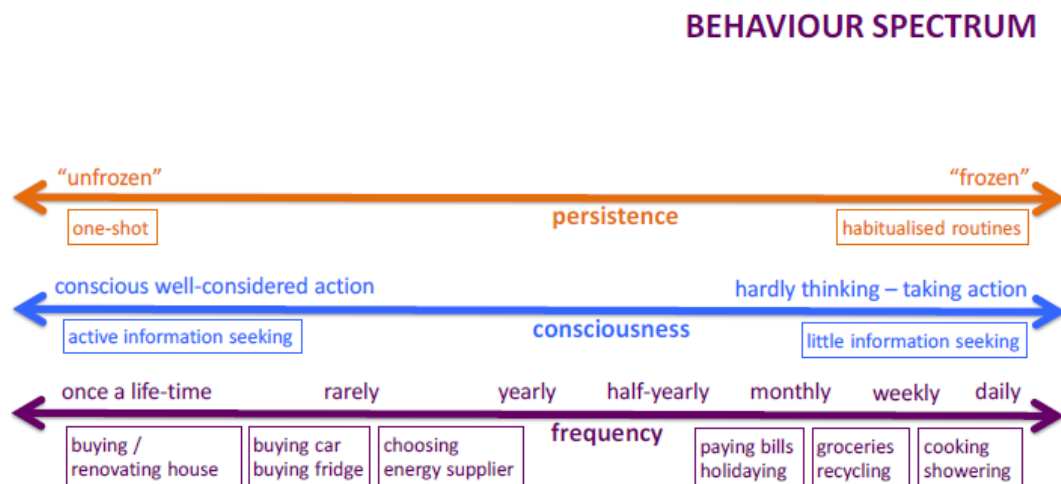 BEHAVIOUR SPECTRUM
“unfrozen” “frozen”
persistence
one-shot habitualised routines
conscious well-considered action hardly thinking – taking action
consciousness
active information seeking little information seeking
once a life-time rarely yearly half-yearly monthly weekly daily
frequency
buying /
renovating house
buying car
buying fridge
choosing
energy supplier
paying bills
holidaying
groceries
recycling
cooking
showering